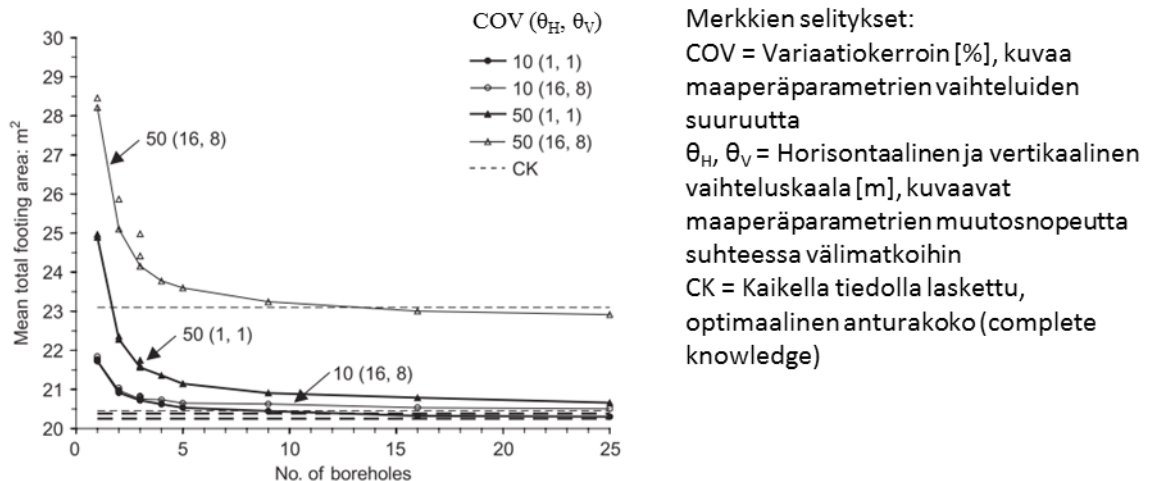 COV (θH, θV)
10 (1, 1)
10 (16, 8)
50 (1, 1)
50 (16, 8)
CK
Mean total footing area: m²
30
29
28
27
26
25
24
23
22
21
20
50 (16, 8)
50 (1, 1)
10 (16, 8)
0
5
10
15
20
25
No. of boreholes
Merkkien selitykset:
COV = Variaatiokerroin [%], kuvaa
maaperäparametrien vaihteluiden
suuruutta
θH, θV = Horisontaalinen ja vertikaalinen
vaihteluskaala [m], kuvaavat
maaperäparametrien muutosnopeutta
suhteessa välimatkoihin
CK = Kaikella tiedolla laskettu,
optimaalinen anturakoko (complete
knowledge)